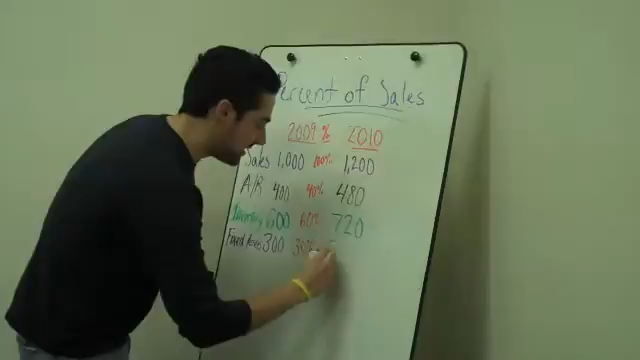 Percent of Sales
2009 % 2010
Sales 1,000 100% 1,200
A/R 400 40% 480
Inventory 600 60% 720
Fixed Assets 300 30%